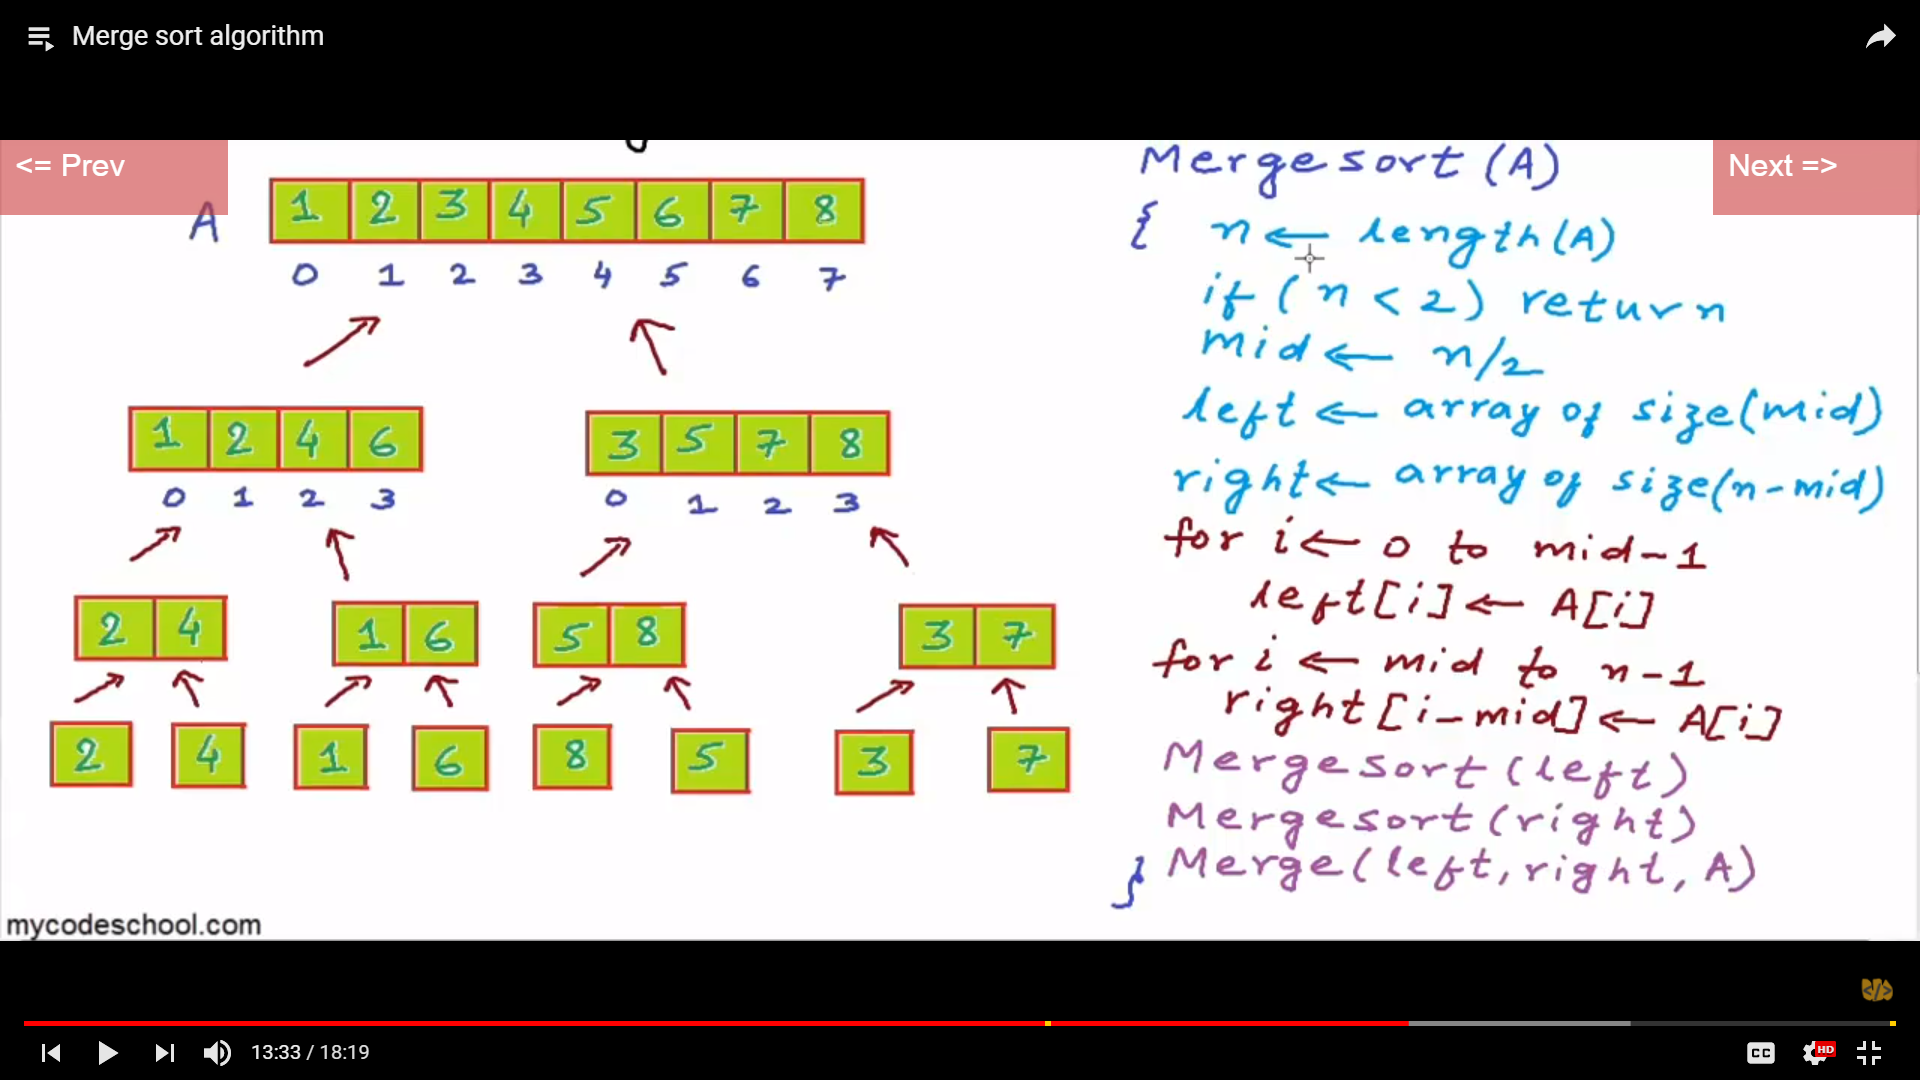 Merge sort algorithm
<= Prev
Next =>
A
1 2 3 4 5 6 7 8
0 1 2 3 4 5 6 7
1 2 4 6
3 5 7 8
0 1 2 3
0 1 2 3
2 4
1 6
5 8
3 7
2
4
1
6
8
5
3
7
Mergesort (A)
{ n ← length(A)
if ( n < 2 ) return
mid ← n/2
left ← array of size(mid)
right ← array of size(n-mid)
for i ← 0 to mid-1
left[i] ← A[i]
for i ← mid to n-1
right[i-mid] ← A[i]
Mergesort (left)
Mergesort (right)
} Merge(left, right, A)
mycodeschool.com
</>
13:33 / 18:19
CC
HD